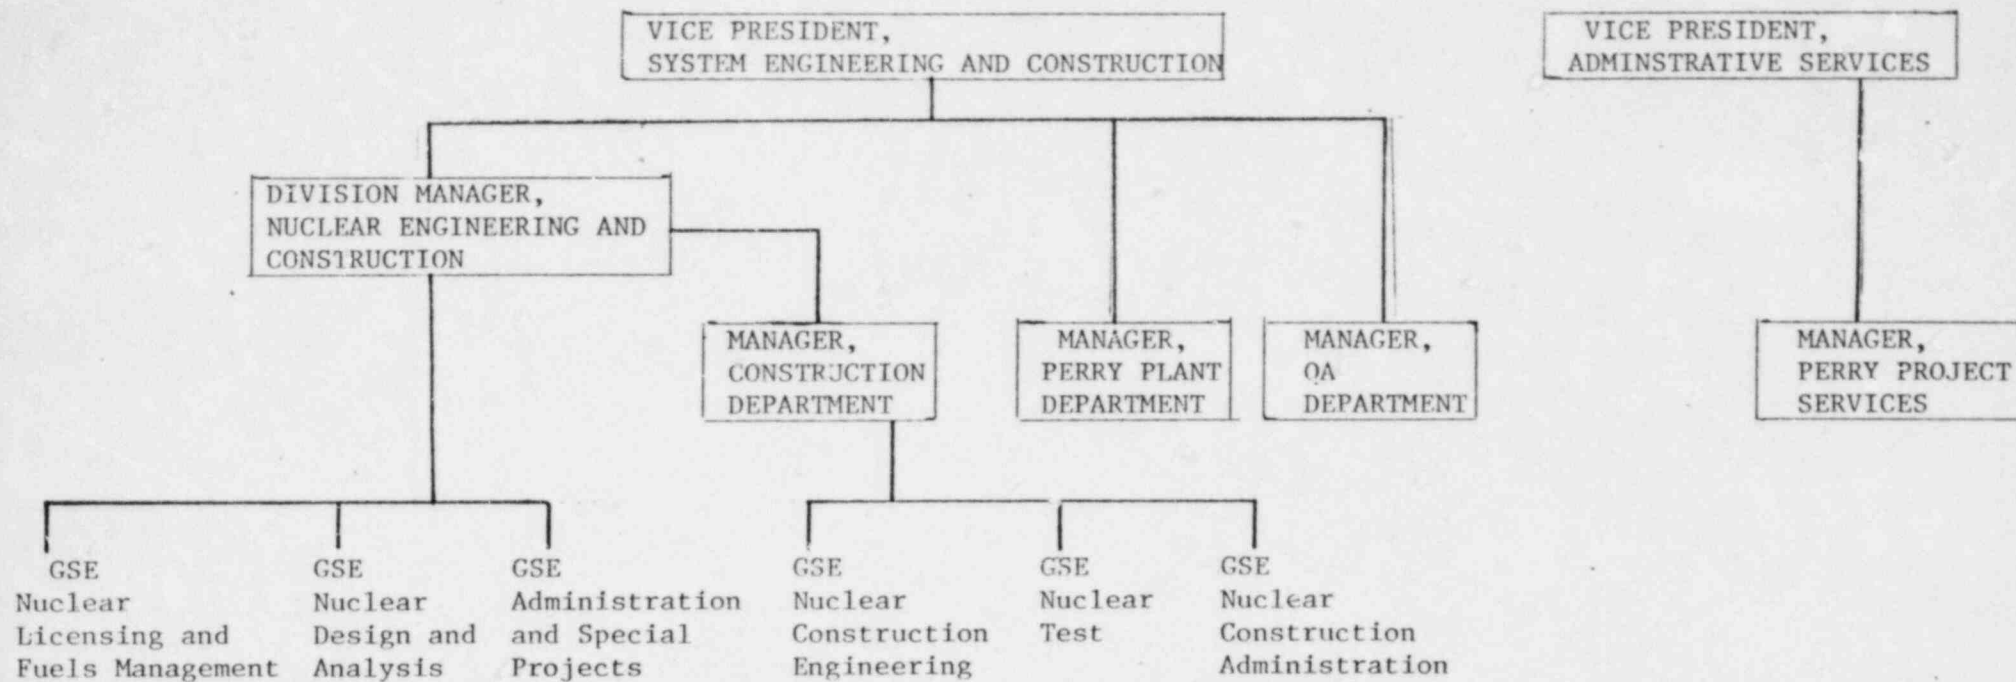 VICE PRESIDENT,
SYSTEM ENGINEERING AND CONSTRUCTION
VICE PRESIDENT,
ADMINSTRATIVE SERVICES
DIVISION MANAGER,
NUCLEAR ENGINEERING AND
CONSTRUCTION
MANAGER,
CONSTRUCTION
DEPARTMENT
MANAGER,
PERRY PLANT
DEPARTMENT
MANAGER,
QA
DEPARTMENT
MANAGER,
PERRY PROJECT
SERVICES
GSE
Nuclear
Licensing and
Fuels Management
GSE
Nuclear
Design and
Analysis
GSE
Administration
and Special
Projects
GSE
Nuclear
Construction
Engineering
GSE
Nuclear
Test
GSE
Nuclear
Construction
Administration